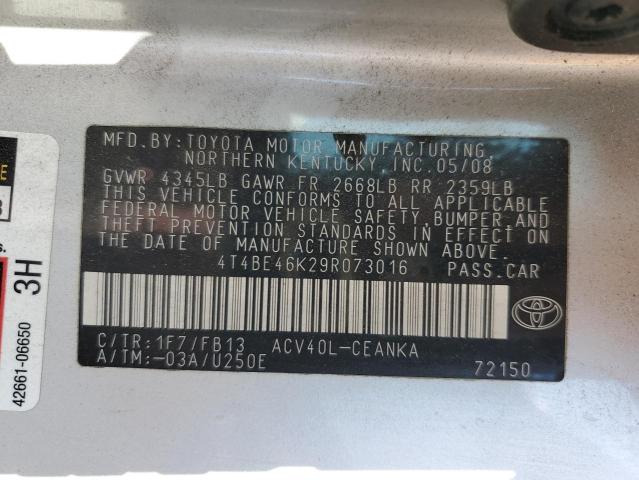 MFD.BY: TOYOTA MOTOR MANUFACTURING,
NORTHERN KENTUCKY, INC. 05/08
GVWR 4345LB GAWR FR 2668LB RR 2359LB
THIS VEHICLE CONFORMS TO ALL APPLICABLE
FEDERAL MOTOR VEHICLE SAFETY, BUMPER AND
THEFT PREVENTION STANDARDS IN EFFECT ON
THE DATE OF MANUFACTURE SHOWN ABOVE.
4T4BE46K29R073016 PASS.CAR
C/TR: 1F7/FB13 ACV40L-CEANKA
A/TM:-03A/U250E 72150
3H
42661-06650